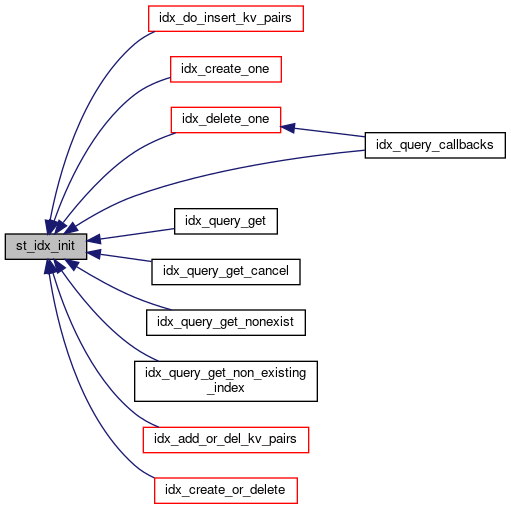 idx_do_insert_kv_pairs
idx_create_one
idx_delete_one
idx_query_callbacks
idx_query_get
st_idx_init
idx_query_get_cancel
idx_query_get_nonexist
idx_query_get_non_existing
_index
idx_add_or_del_kv_pairs
idx_create_or_delete